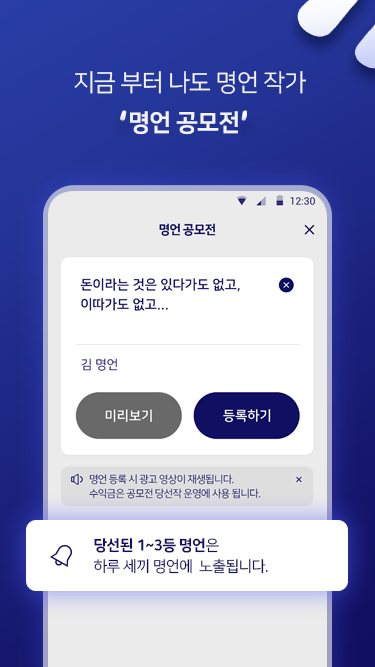 지금 부터 나도 명언 작가
‘명언 공모전’
12:30
명언 공모전
돈이라는 것은 있다가도 없고,
이따가도 없고...
김 명언
미리보기
등록하기
명언 등록 시 광고 영상이 재생됩니다.
수익금은 공모전 당선작 운영에 사용 됩니다.
당선된 1~3등 명언은
하루 세끼 명언에 노출됩니다.